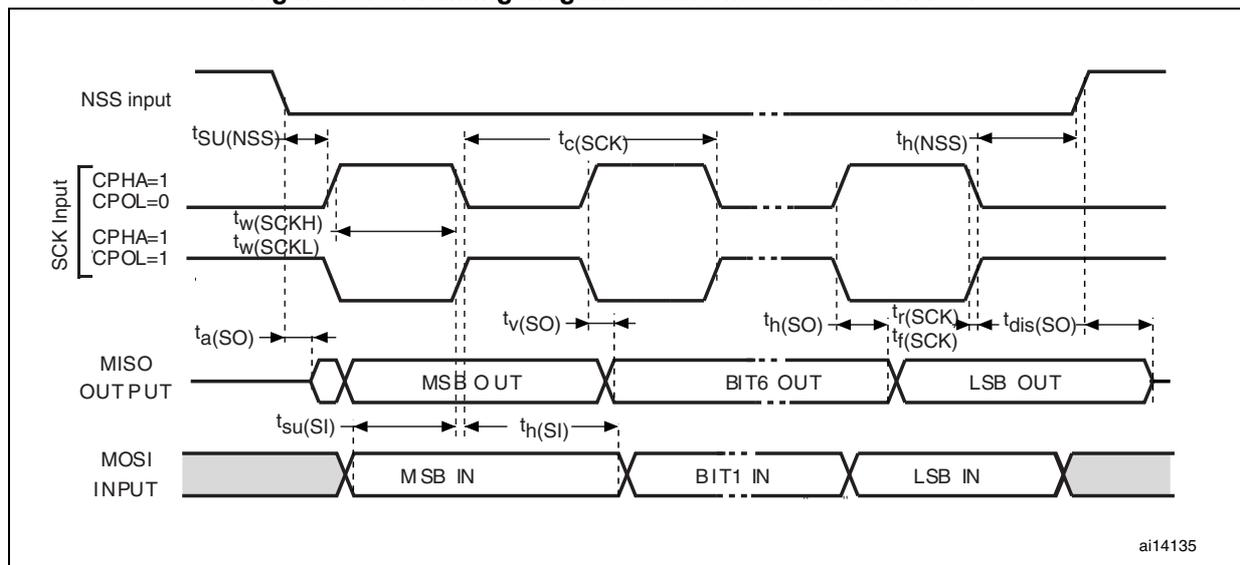 NSS input
tSU(NSS)
tc(SCK)
th(NSS)
SCK Input
CPHA=1
CPOL=0
tw(SCKH)
tw(SCKL)
CPHA=1
CPOL=1
ta(SO)
tv(SO)
th(SO)
tr(SCK)
tf(SCK)
tdis(SO)
MISO
OUTPUT
MSB OUT
BIT6 OUT
LSB OUT
tsu(SI)
th(SI)
MOSI
INPUT
MSB IN
BIT1 IN
LSB IN
ai14135